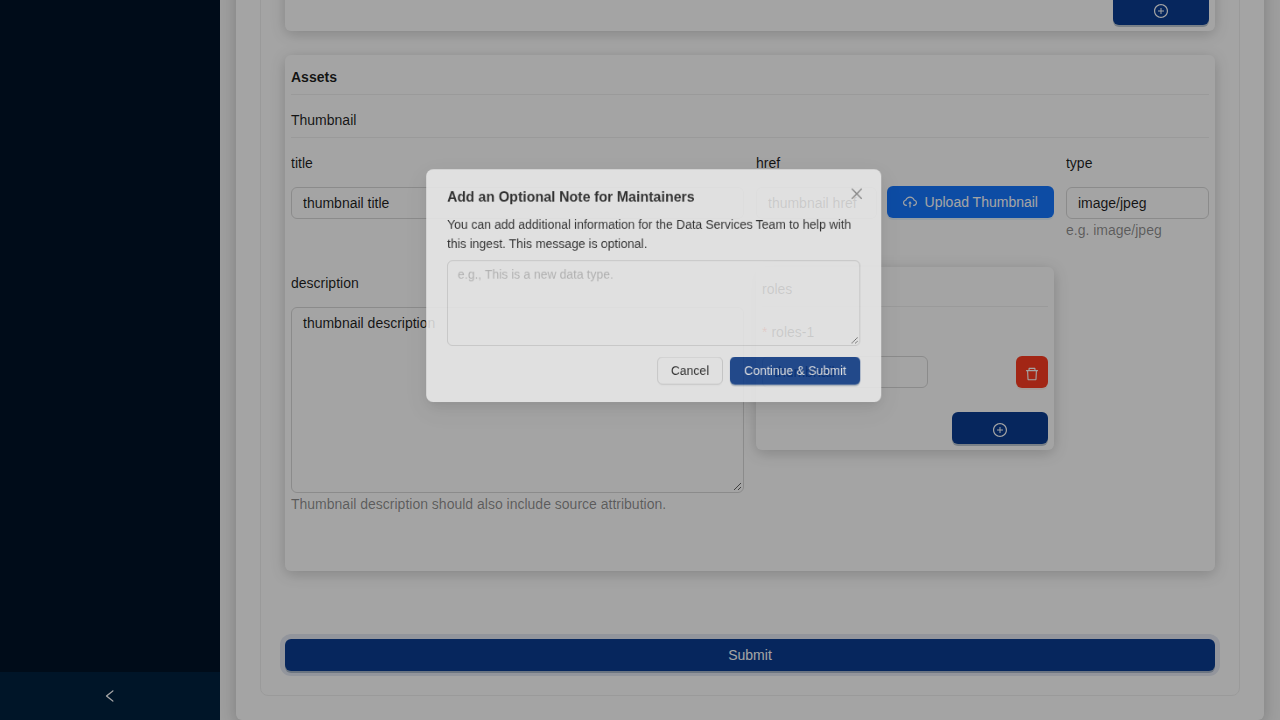 Assets
Thumbnail
title
href
type
thumbnail title
thumbnail href
Upload Thumbnail
image/jpeg
e.g. image/jpeg
Add an Optional Note for Maintainers
You can add additional information for the Data Services Team to help with
this ingest. This message is optional.
e.g., This is a new data type.
Cancel
Continue & Submit
description
thumbnail description
roles
* roles-1
Thumbnail description should also include source attribution.
Submit